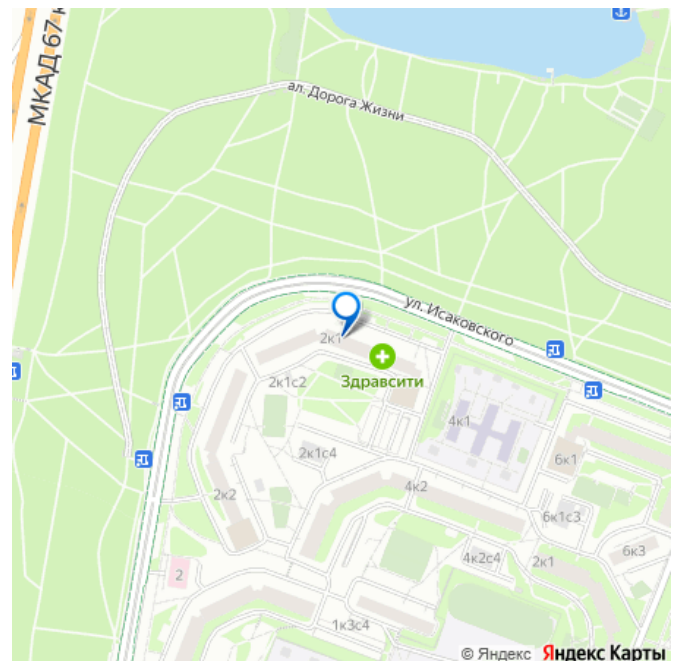 МКАД 67 к
ал. Дорога Жизни
ул. Исаковского
2к1
Здравсити
2к1с2
4к1
2к1с4
6к1
4к2
2к2
6к1с3
6к3
4к2с4
2к1
2
1к3с4
© Яндекс Яндекс Карты